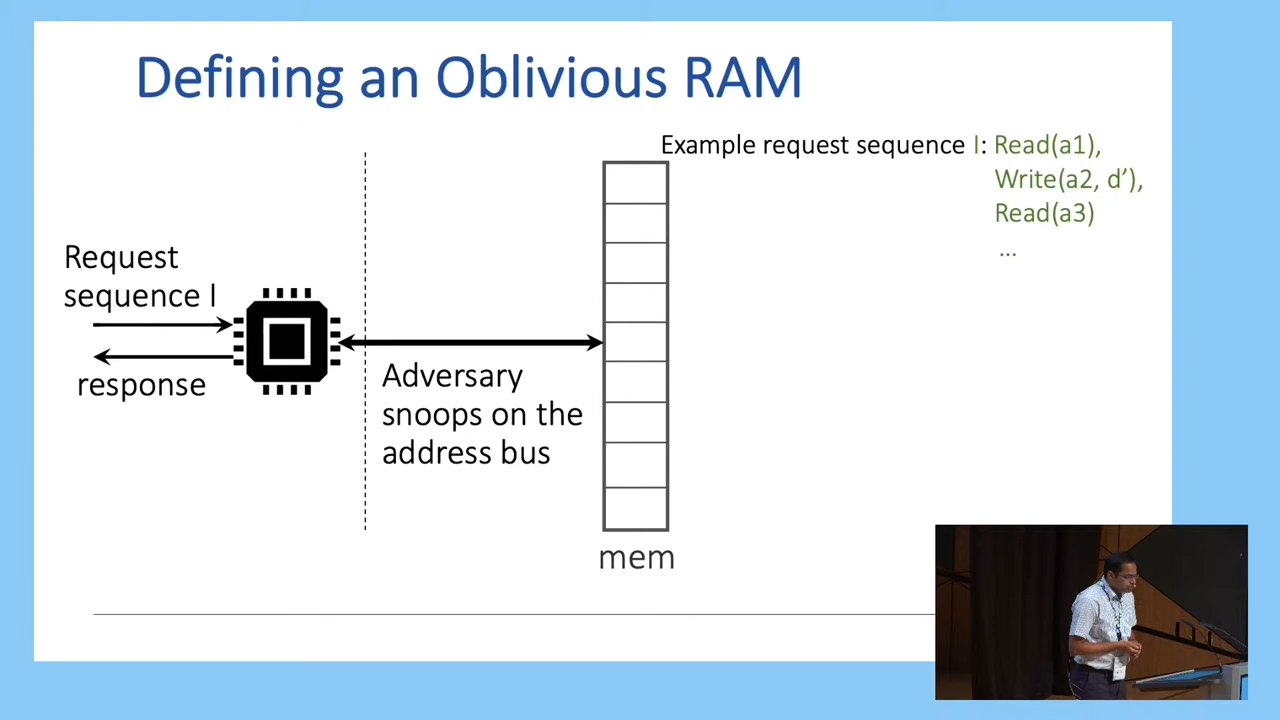 Defining an Oblivious RAM
Example request sequence I: Read(a1),
Write(a2, d’),
Read(a3)
...
Request
sequence I
response
Adversary
snoops on the
address bus
mem